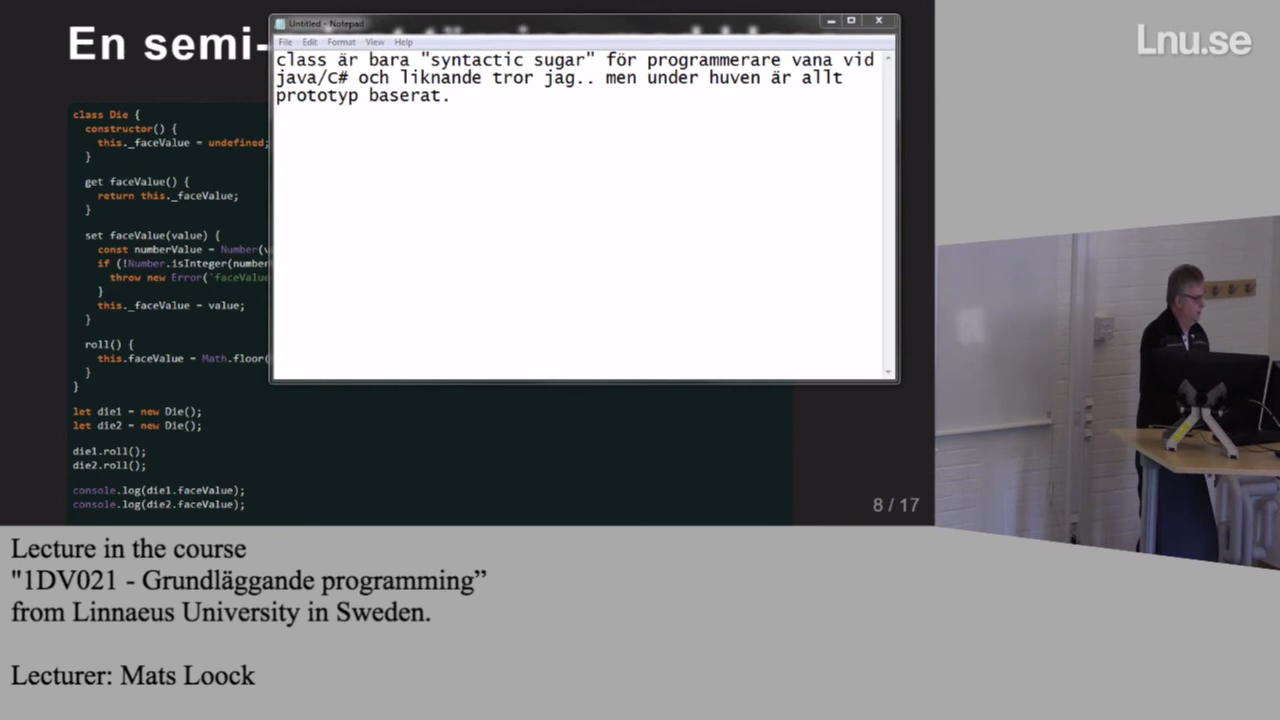 En semi-
Untitled - Notepad
File Edit Format View Help
class är bara "syntactic sugar" för programmerare vana vid
java/C# och liknande tror jag.. men under huven är allt
prototyp baserat.
Lnu.se
class Die {
constructor() {
this._faceValue = undefined;
}
get faceValue() {
return this._faceValue;
}
set faceValue(value) {
const numberValue = Number(v
if (!Number.isInteger(number
throw new Error(`faceValue
}
this._faceValue = value;
}
roll() {
this.faceValue = Math.floor(
}
}
let die1 = new Die();
let die2 = new Die();
die1.roll();
die2.roll();
console.log(die1.faceValue);
console.log(die2.faceValue);
8 / 17
Lecture in the course
"1DV021 - Grundläggande programming”
from Linnaeus University in Sweden.
Lecturer: Mats Loock